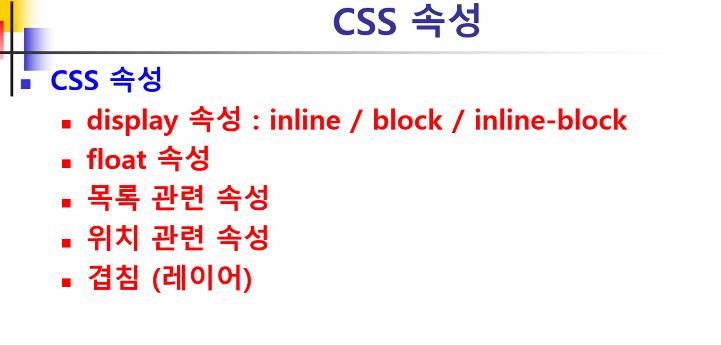 CSS 속성
CSS 속성
display 속성 : inline / block / inline-block
float 속성
목록 관련 속성
위치 관련 속성
겹침 (레이어)